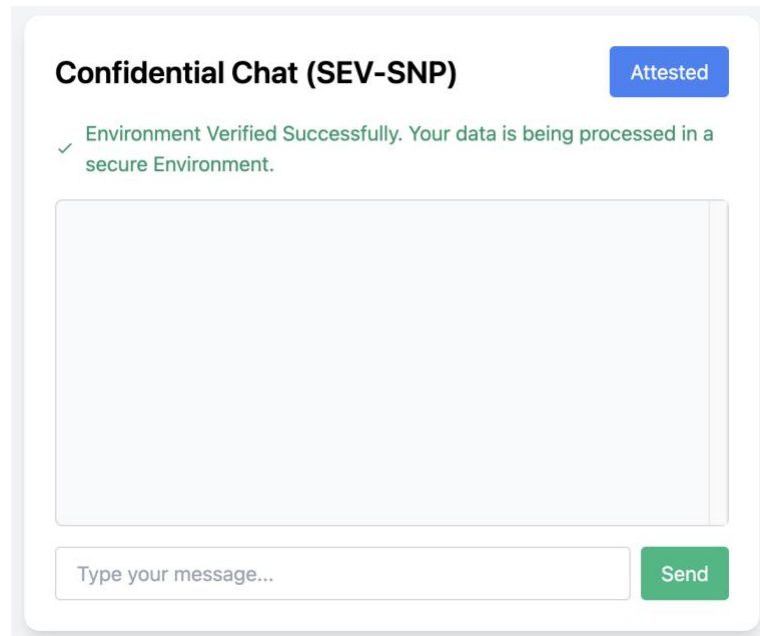 Confidential Chat (SEV-SNP)
Attested
Environment Verified Successfully. Your data is being processed in a
secure Environment.
Type your message...
Send